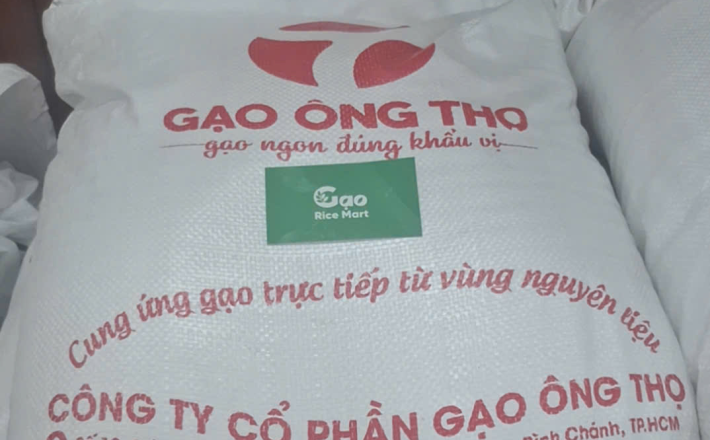 GẠO ÔNG THỌ
gạo ngon đúng khẩu vị
Gạo
Rice Mart
Cung ứng gạo trực tiếp từ vùng nguyên liệu
CÔNG TY CỔ PHẦN GẠO ÔNG THỌ
Bình Chánh, TP.HCM